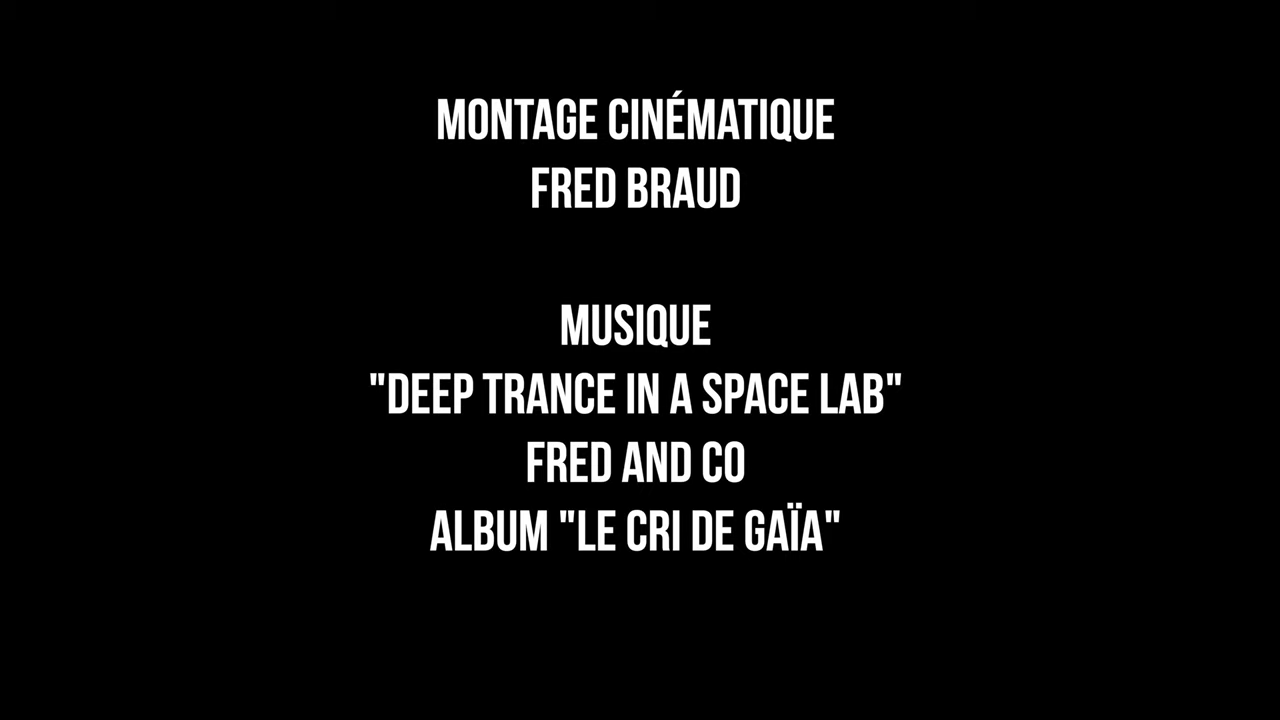 MONTAGE CINÉMATIQUE
FRED BRAUD
MUSIQUE
"DEEP TRANCE IN A SPACE LAB"
FRED AND CO
ALBUM "LE CRI DE GAÏA"